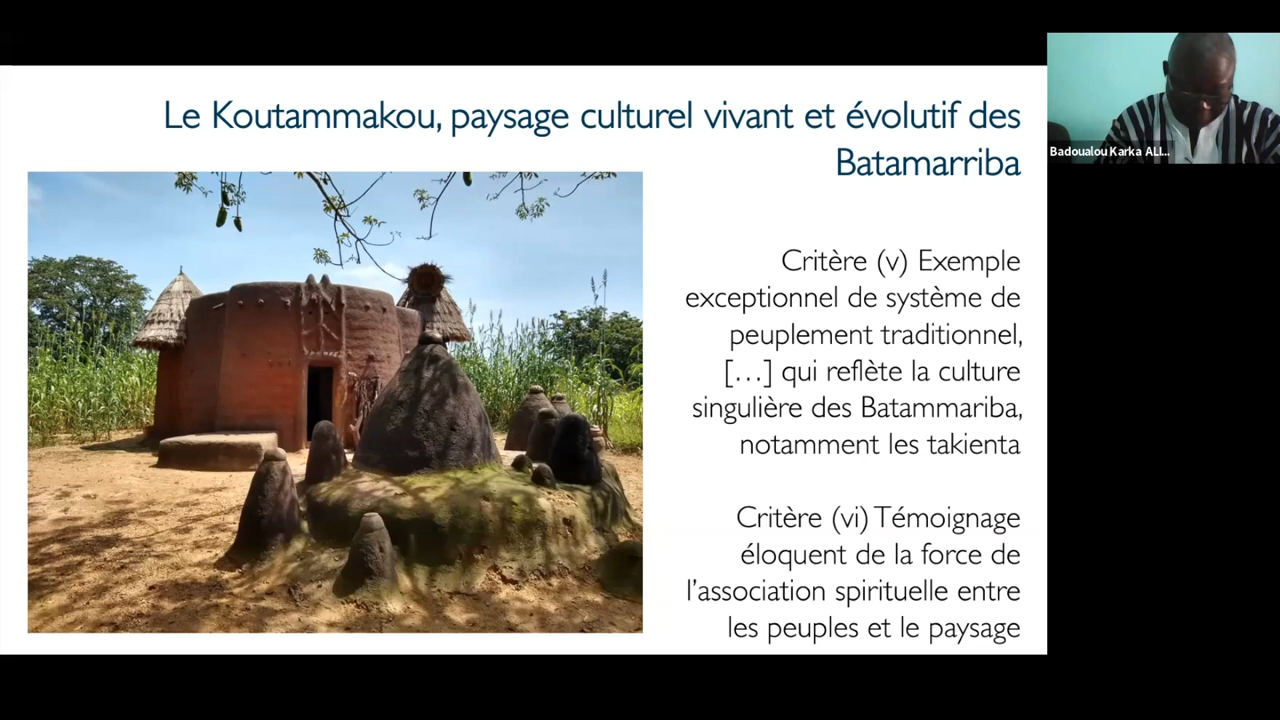 Le Koutammakou, paysage culturel vivant et évolutif des
Batamarriba
Critère (v) Exemple
exceptionnel de système de
peuplement traditionnel,
[…] qui reflète la culture
singulière des Batammariba,
notamment les takienta
Critère (vi) Témoignage
éloquent de la force de
l'association spirituelle entre
les peuples et le paysage
Badoualou Karka ALI...